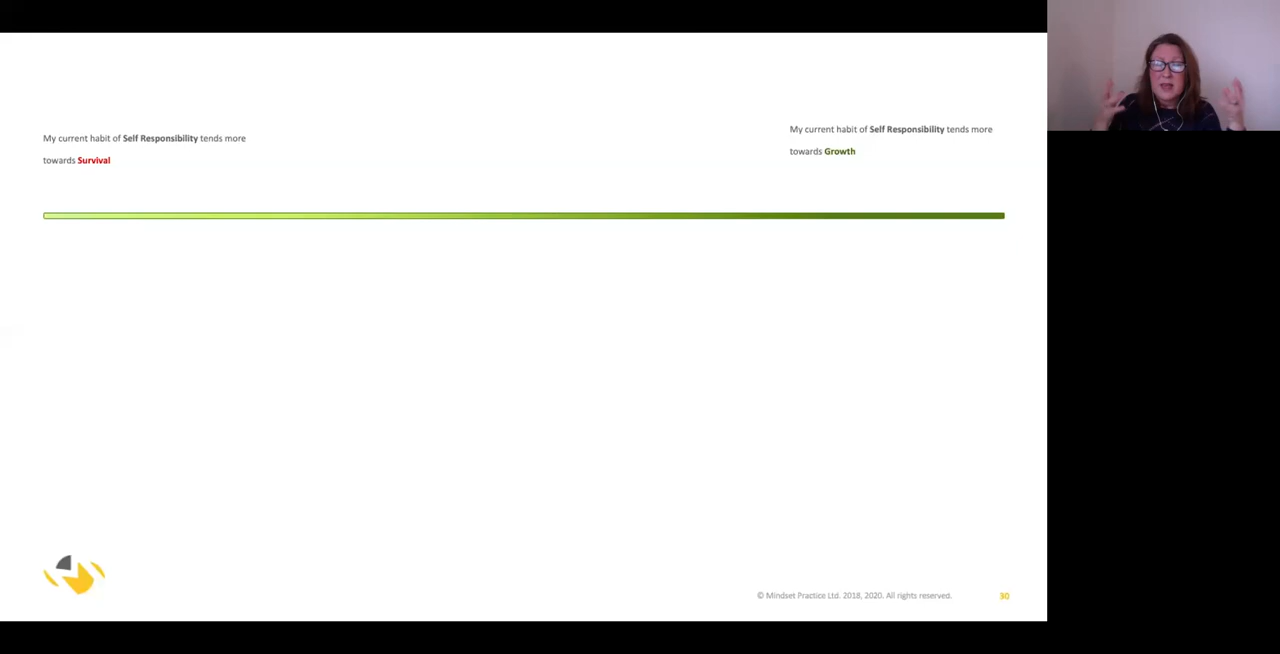 My current habit of Self Responsibility tends more
towards Survival
My current habit of Self Responsibility tends more
towards Growth
© Mindset Practice Ltd. 2018, 2020. All rights reserved.
30